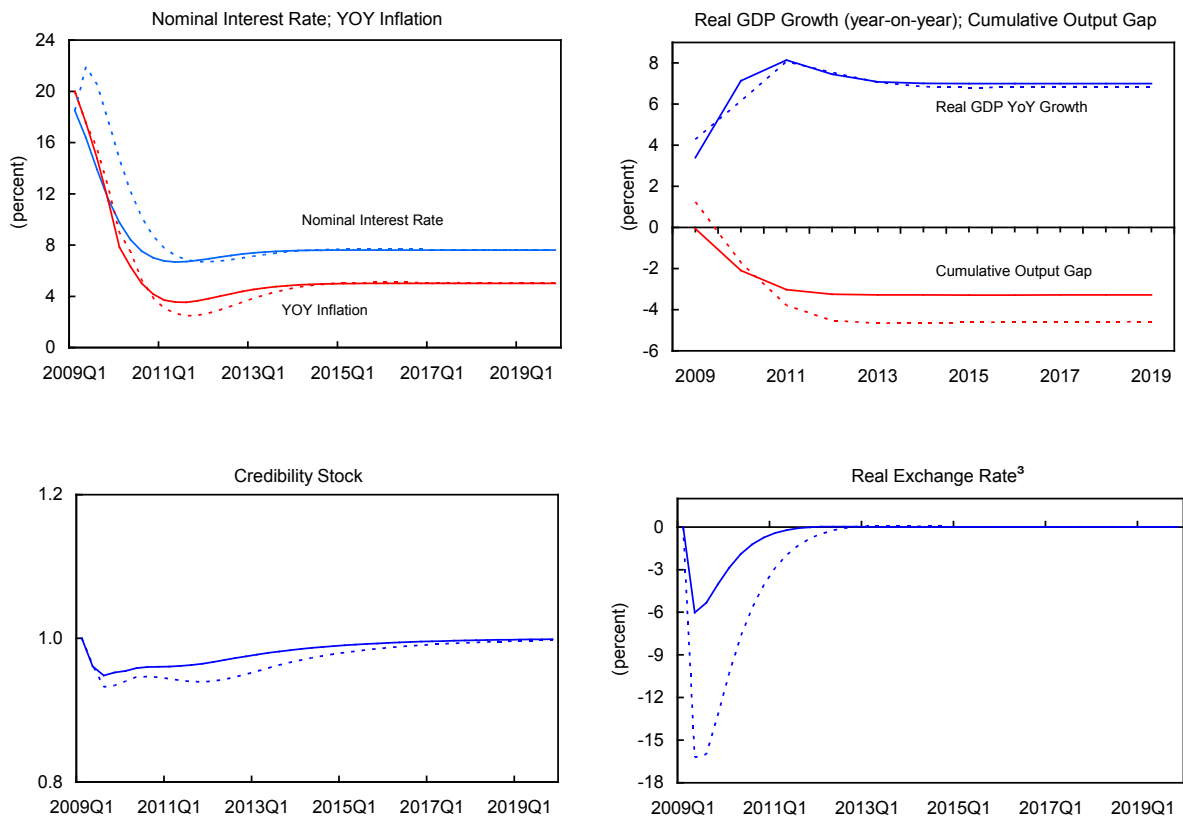 Nominal Interest Rate; YOY Inflation
24
20
16
12
8
4
0
(percent)
Nominal Interest Rate
YOY Inflation
2009Q1 2011Q1 2013Q1 2015Q1 2017Q1 2019Q1
Real GDP Growth (year-on-year); Cumulative Output Gap
8
6
4
2
0
-2
-4
-6
(percent)
Real GDP YoY Growth
Cumulative Output Gap
2009 2011 2013 2015 2017 2019
Credibility Stock
1.2
1.0
0.8
2009Q1 2011Q1 2013Q1 2015Q1 2017Q1 2019Q1
Real Exchange Rate³
0
-3
-6
-9
-12
-15
-18
(percent)
2009Q1 2011Q1 2013Q1 2015Q1 2017Q1 2019Q1